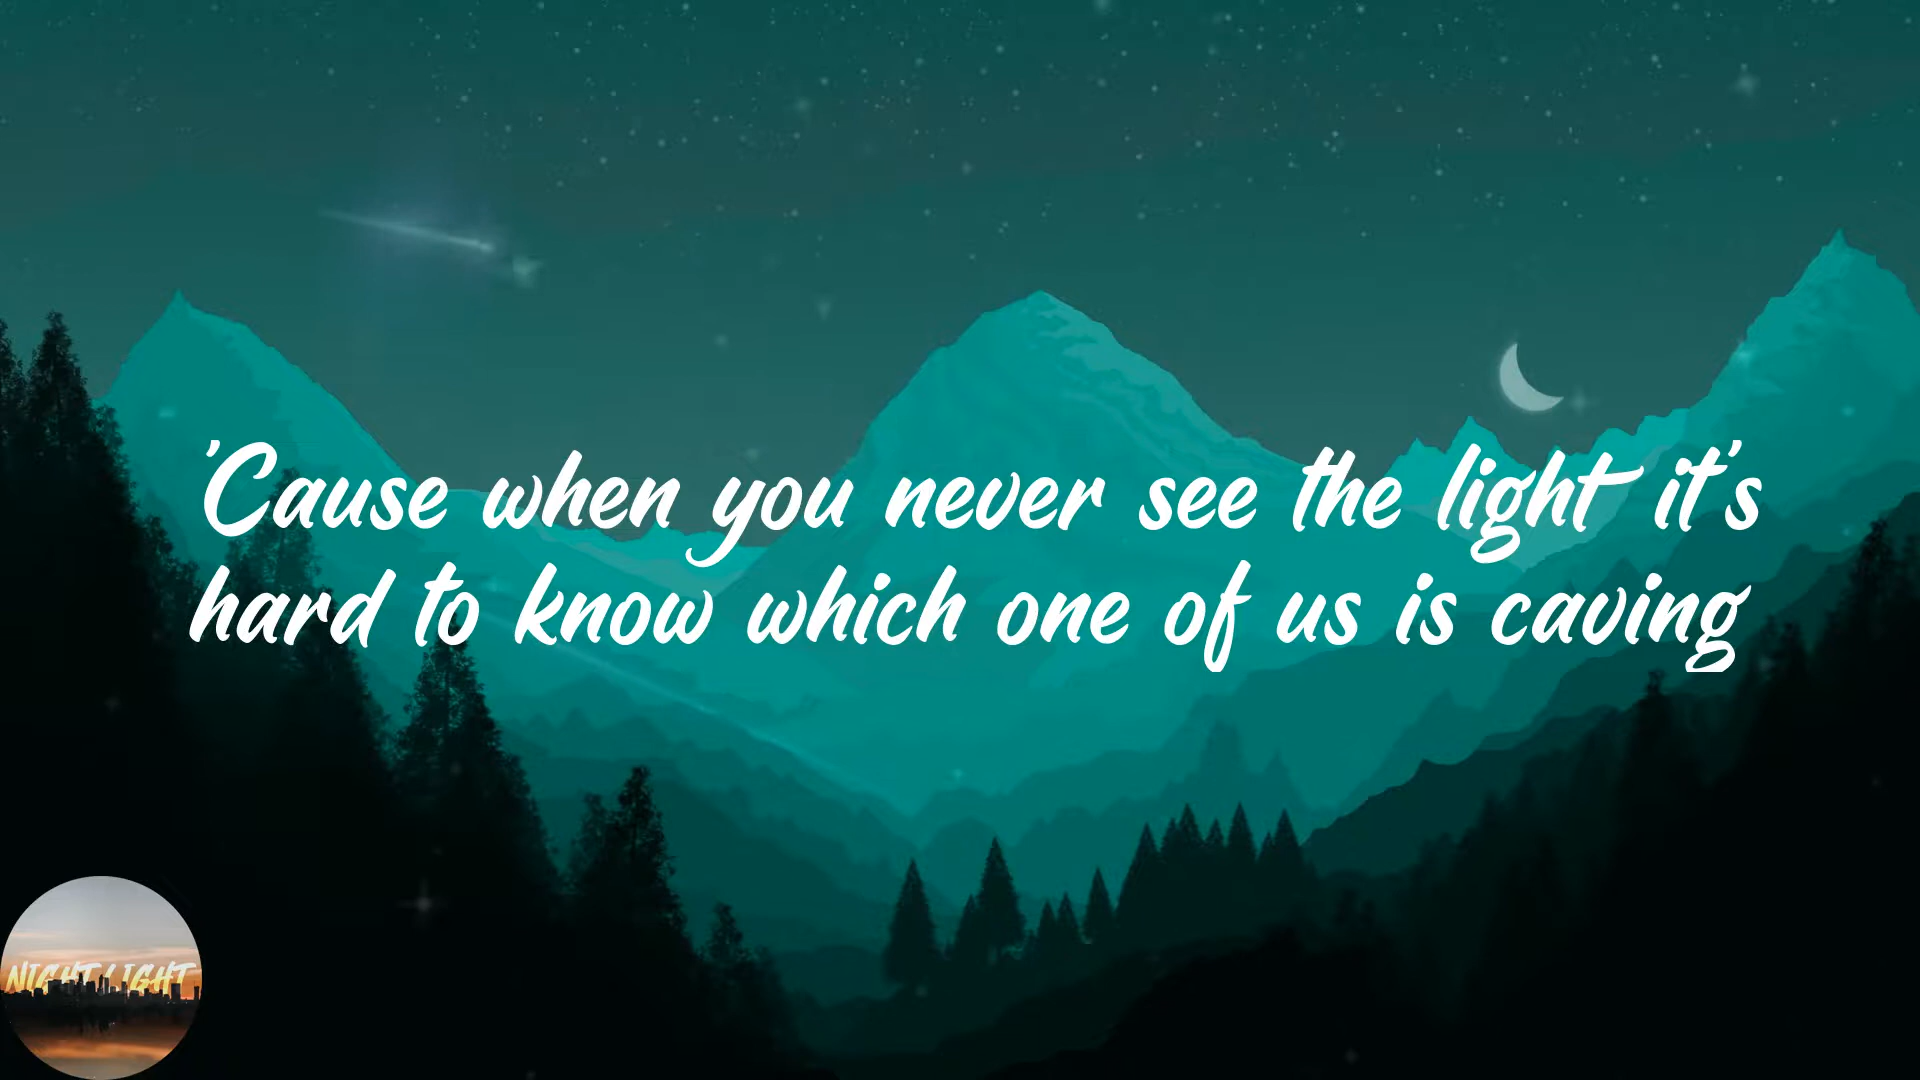 'Cause when you never see the light it's
hard to know which one of us is caving
NIGHT LIGHT